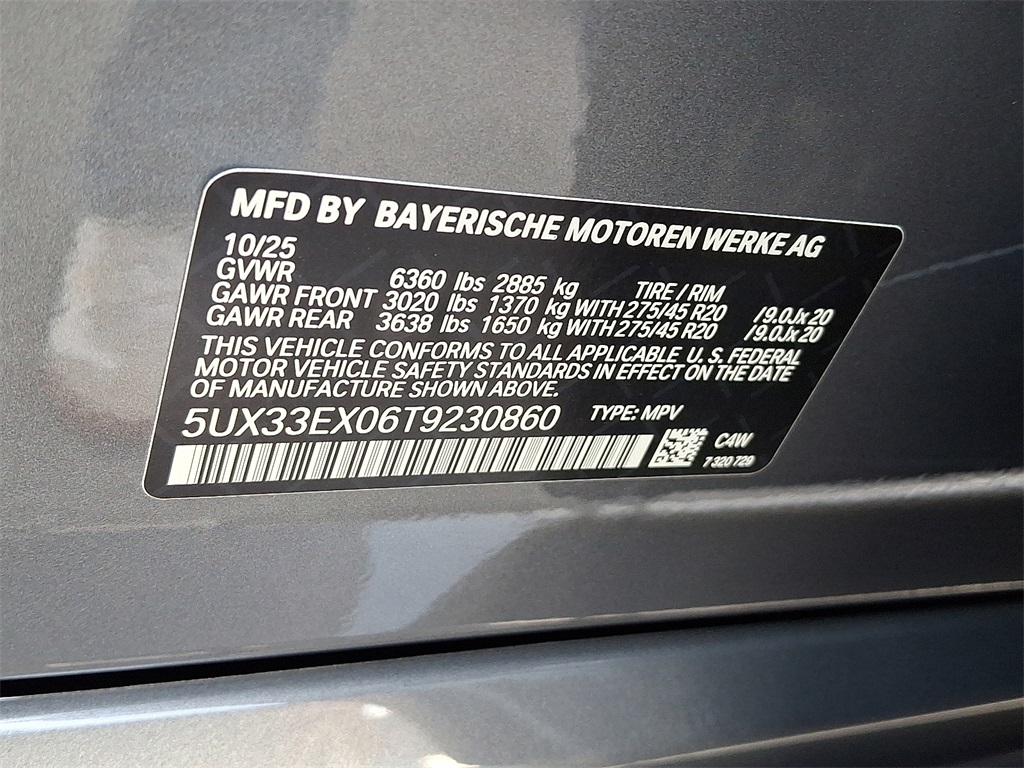 MFD BY BAYERISCHE MOTOREN WERKE AG
10/25
GVWR 6360 lbs 2885 kg TIRE / RIM
GAWR FRONT 3020 lbs 1370 kg WITH 275/45 R20 /9.0Jx20
GAWR REAR 3638 lbs 1650 kg WITH 275/45 R20 /9.0Jx20
THIS VEHICLE CONFORMS TO ALL APPLICABLE U.S. FEDERAL
MOTOR VEHICLE SAFETY STANDARDS IN EFFECT ON THE DATE
OF MANUFACTURE SHOWN ABOVE.
5UX33EX06T9230860 TYPE: MPV
C4W
7 320 729